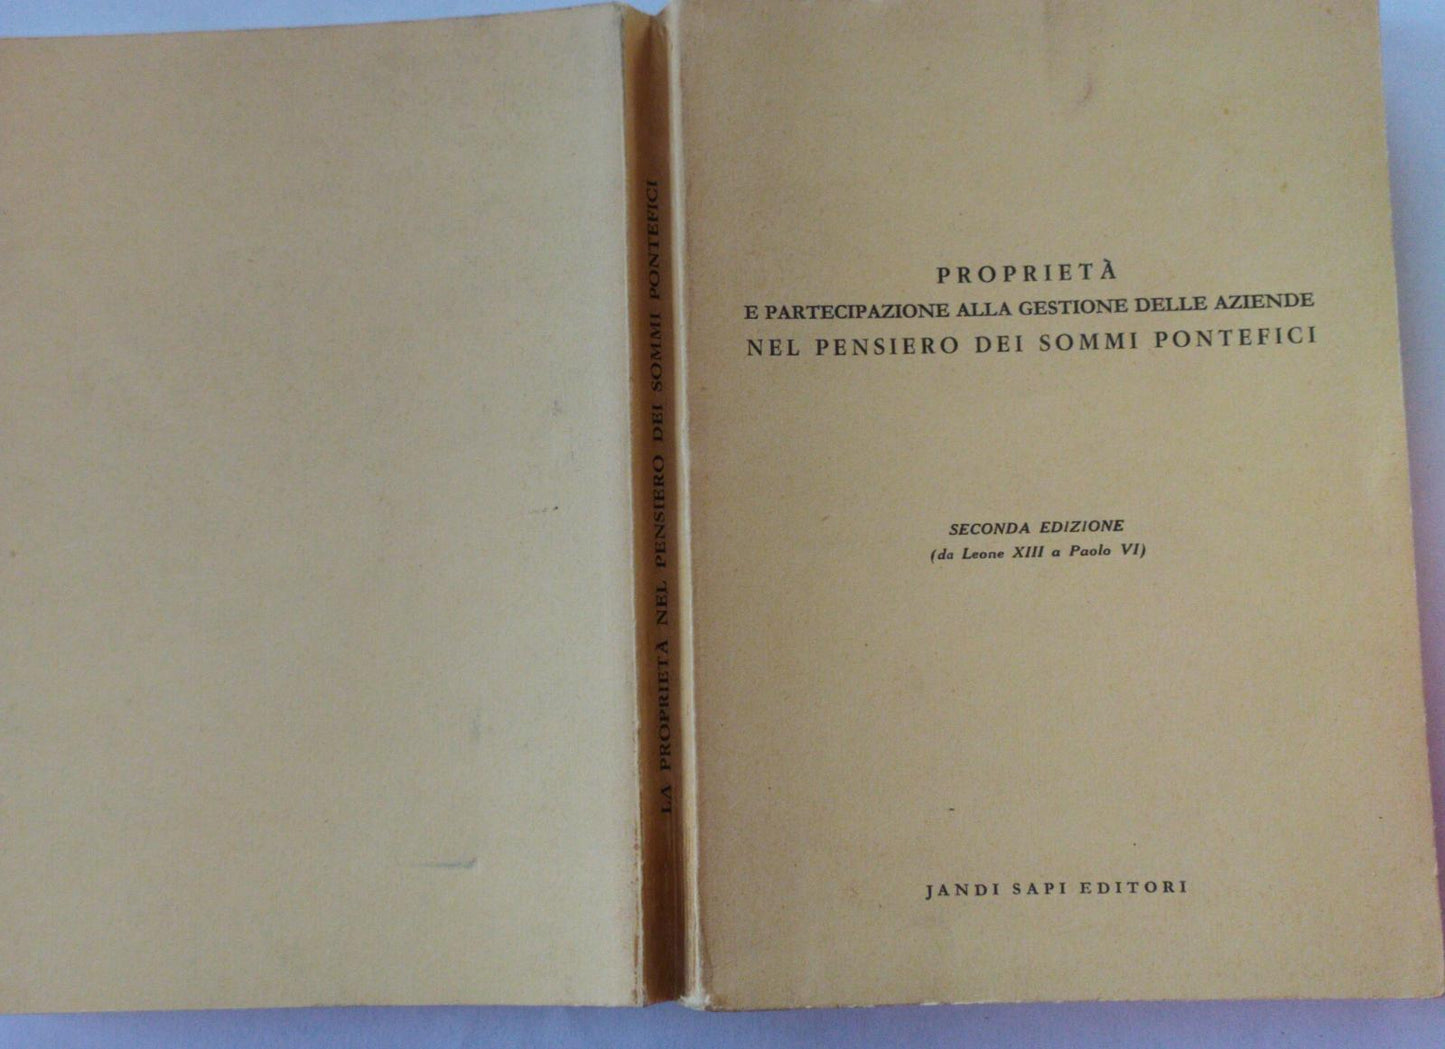 LA PROPRIETÀ NEL PENSIERO DEI SOMMI PONTEFICI
PROPRIETÀ
E PARTECIPAZIONE ALLA GESTIONE DELLE AZIENDE
NEL PENSIERO DEI SOMMI PONTEFICI
SECONDA EDIZIONE
(da Leone XIII a Paolo VI)
JANDI SAPI EDITORI